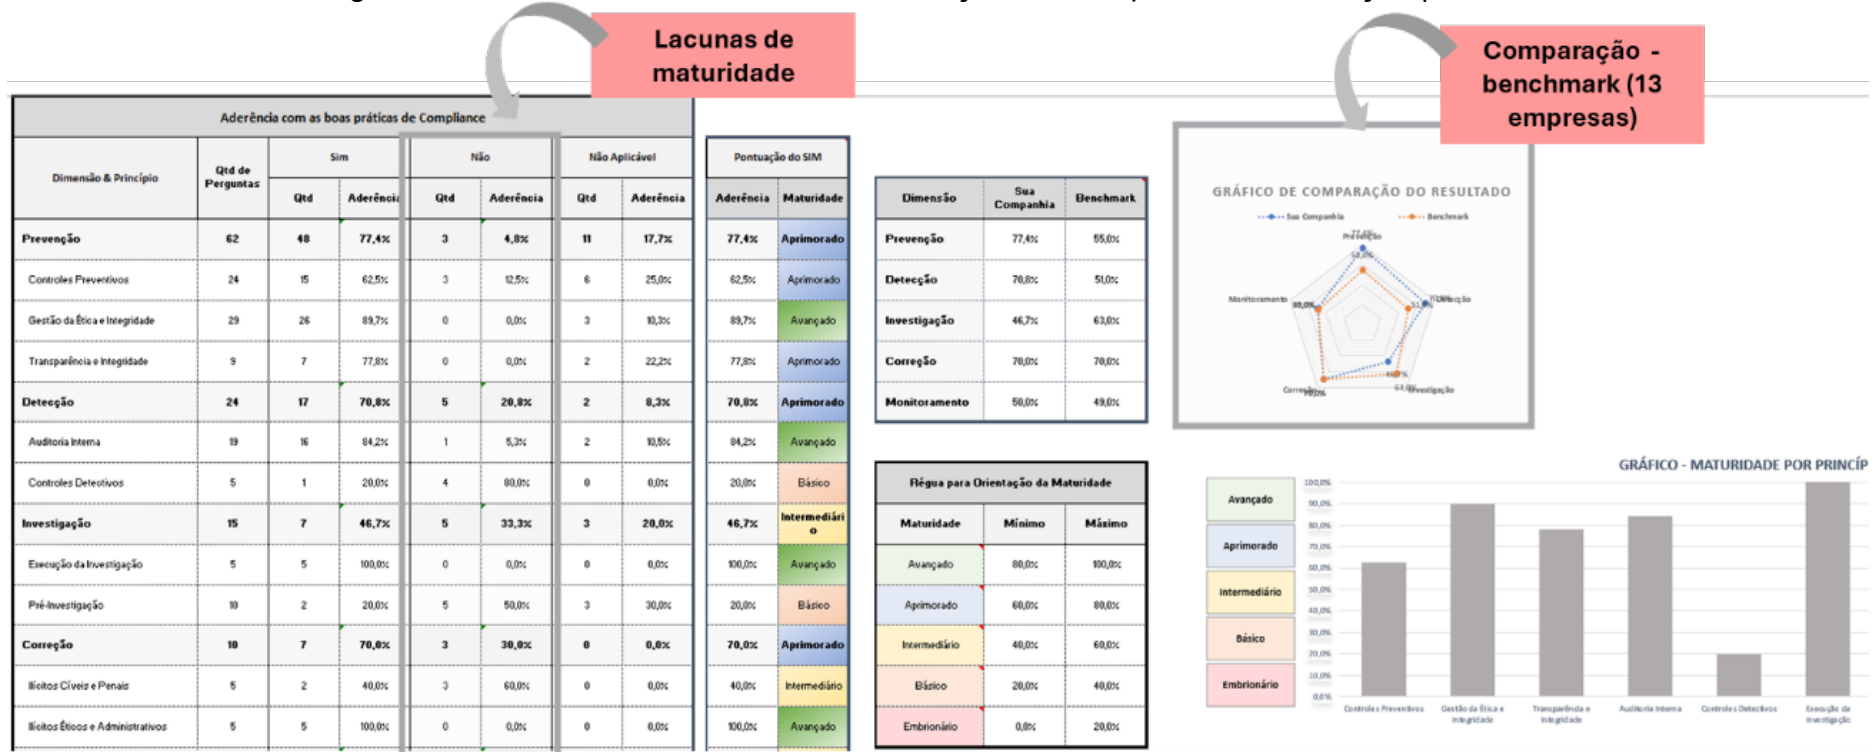 Lacunas de
maturidade
Comparação -
benchmark (13
empresas)
Aderência com as boas práticas de Compliance
Dimensão & Princípio
Qtd de
Perguntas
Sim
Não
Não Aplicável
Qtd Aderência Qtd Aderência Qtd Aderência
Prevenção 62 48 77,4% 3 4,8% 11 17,7%
Controles Preventivos 24 15 62,5% 3 12,5% 6 25,0%
Gestão da Ética e Integridade 29 26 89,7% 0 0,0% 3 10,3%
Transparência e Integridade 9 7 77,8% 0 0,0% 2 22,2%
Detecção 24 17 70,8% 5 20,8% 2 8,3%
Auditoria Interna 19 16 84,2% 1 5,3% 2 10,5%
Controles Detectivos 5 1 20,0% 4 80,0% 0 0,0%
Investigação 15 7 46,7% 5 33,3% 3 20,0%
Execução da Investigação 5 5 100,0% 0 0,0% 0 0,0%
Pré-Investigação 10 2 20,0% 5 50,0% 3 30,0%
Correção 10 7 70,0% 3 30,0% 0 0,0%
Ilícitos Cíveis e Penais 5 2 40,0% 3 60,0% 0 0,0%
Ilícitos Éticos e Administrativos 5 5 100,0% 0 0,0% 0 0,0%
Pontuação do SIM
Aderência Maturidade
77,4% Aprimorado
62,5% Aprimorado
89,7% Avançado
77,8% Aprimorado
70,8% Aprimorado
84,2% Avançado
20,0% Básico
46,7% Intermediári
o
100,0% Avançado
20,0% Básico
70,0% Aprimorado
40,0% Intermediário
100,0% Avançado
Dimensão
Sua
Companhia
Benchmark
Prevenção 77,4% 55,0%
Detecção 70,8% 51,0%
Investigação 46,7% 63,0%
Correção 70,0% 70,0%
Monitoramento 50,0% 49,0%
Régua para Orientação da Maturidade
Maturidade Mínimo Máximo
Avançado 80,0% 100,0%
Aprimorado 60,0% 80,0%
Intermediário 40,0% 60,0%
Básico 20,0% 40,0%
Embrionário 0,0% 20,0%
GRÁFICO DE COMPARAÇÃO DO RESULTADO
Sua Companhia Benchmark
Prevenção
Monitoramento
Detecção
Correção
Investigação
63,0%
GRÁFICO - MATURIDADE POR PRINCÍP
Avançado
Aprimorado
Intermediário
Básico
Embrionário
100,0%
90,0%
80,0%
70,0%
60,0%
50,0%
40,0%
30,0%
20,0%
10,0%
0,0%
Controles Preventivos
Gestão da Ética e
Integridade
Transparência e
Integridade
Auditoria Interna
Controles Detectivos
Execução da
Investigação